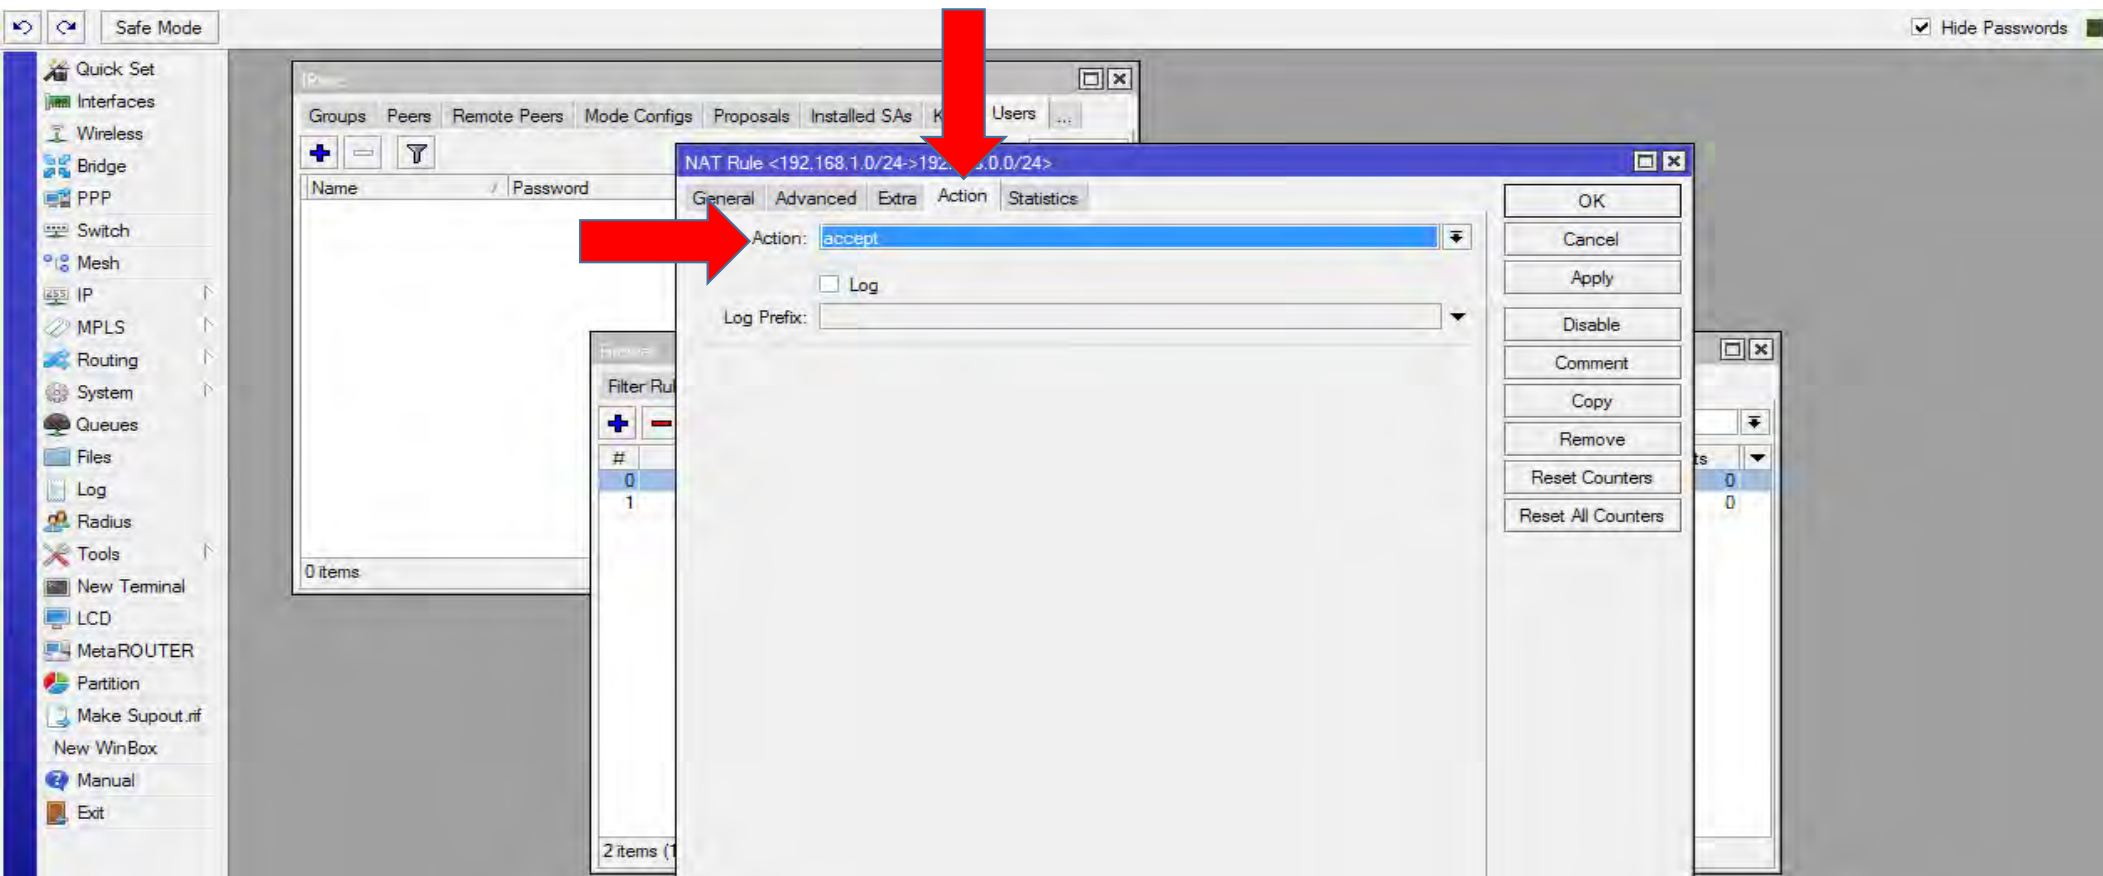 Safe Mode
Hide Passwords
Quick Set
Interfaces
Wireless
Bridge
PPP
Switch
Mesh
IP
MPLS
Routing
System
Queues
Files
Log
Radius
Tools
New Terminal
LCD
MetaROUTER
Partition
Make Supout.rif
New WinBox
Manual
Exit
Groups Peers Remote Peers Mode Configs Proposals Installed SAs K Users ...
Name / Password
0 items
Filter Rul
#
0
1
2 items (1
ts
0
0
NAT Rule <192.168.1.0/24->192. .0.0/24>
General Advanced Extra Action Statistics
Action: accept
Log
Log Prefix:
OK
Cancel
Apply
Disable
Comment
Copy
Remove
Reset Counters
Reset All Counters